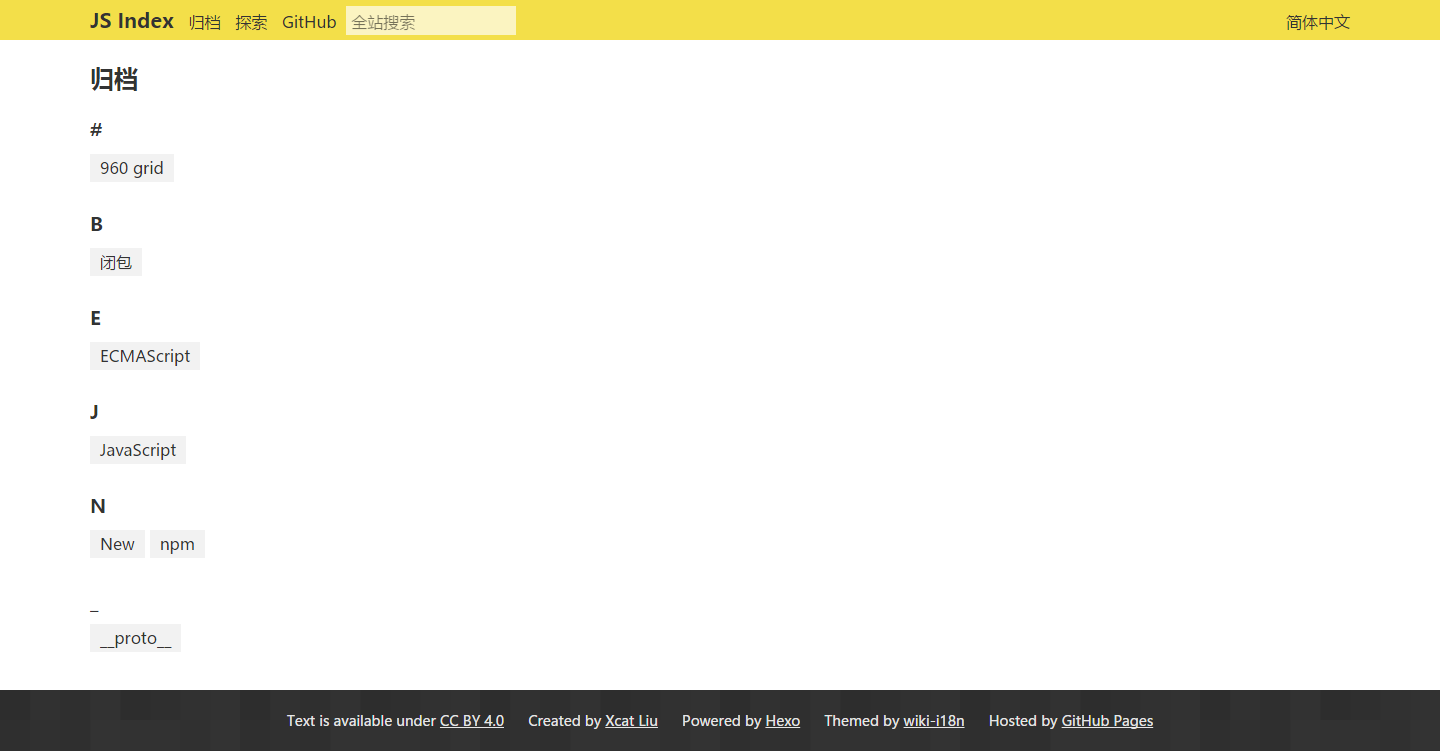 JS Index 归档 探索 GitHub 全站搜索 简体中文
归档
#
960 grid
B
闭包
E
ECMAScript
J
JavaScript
N
New npm
_
__proto__
Text is available under CC BY 4.0 Created by Xcat Liu Powered by Hexo Themed by wiki-i18n Hosted by GitHub Pages